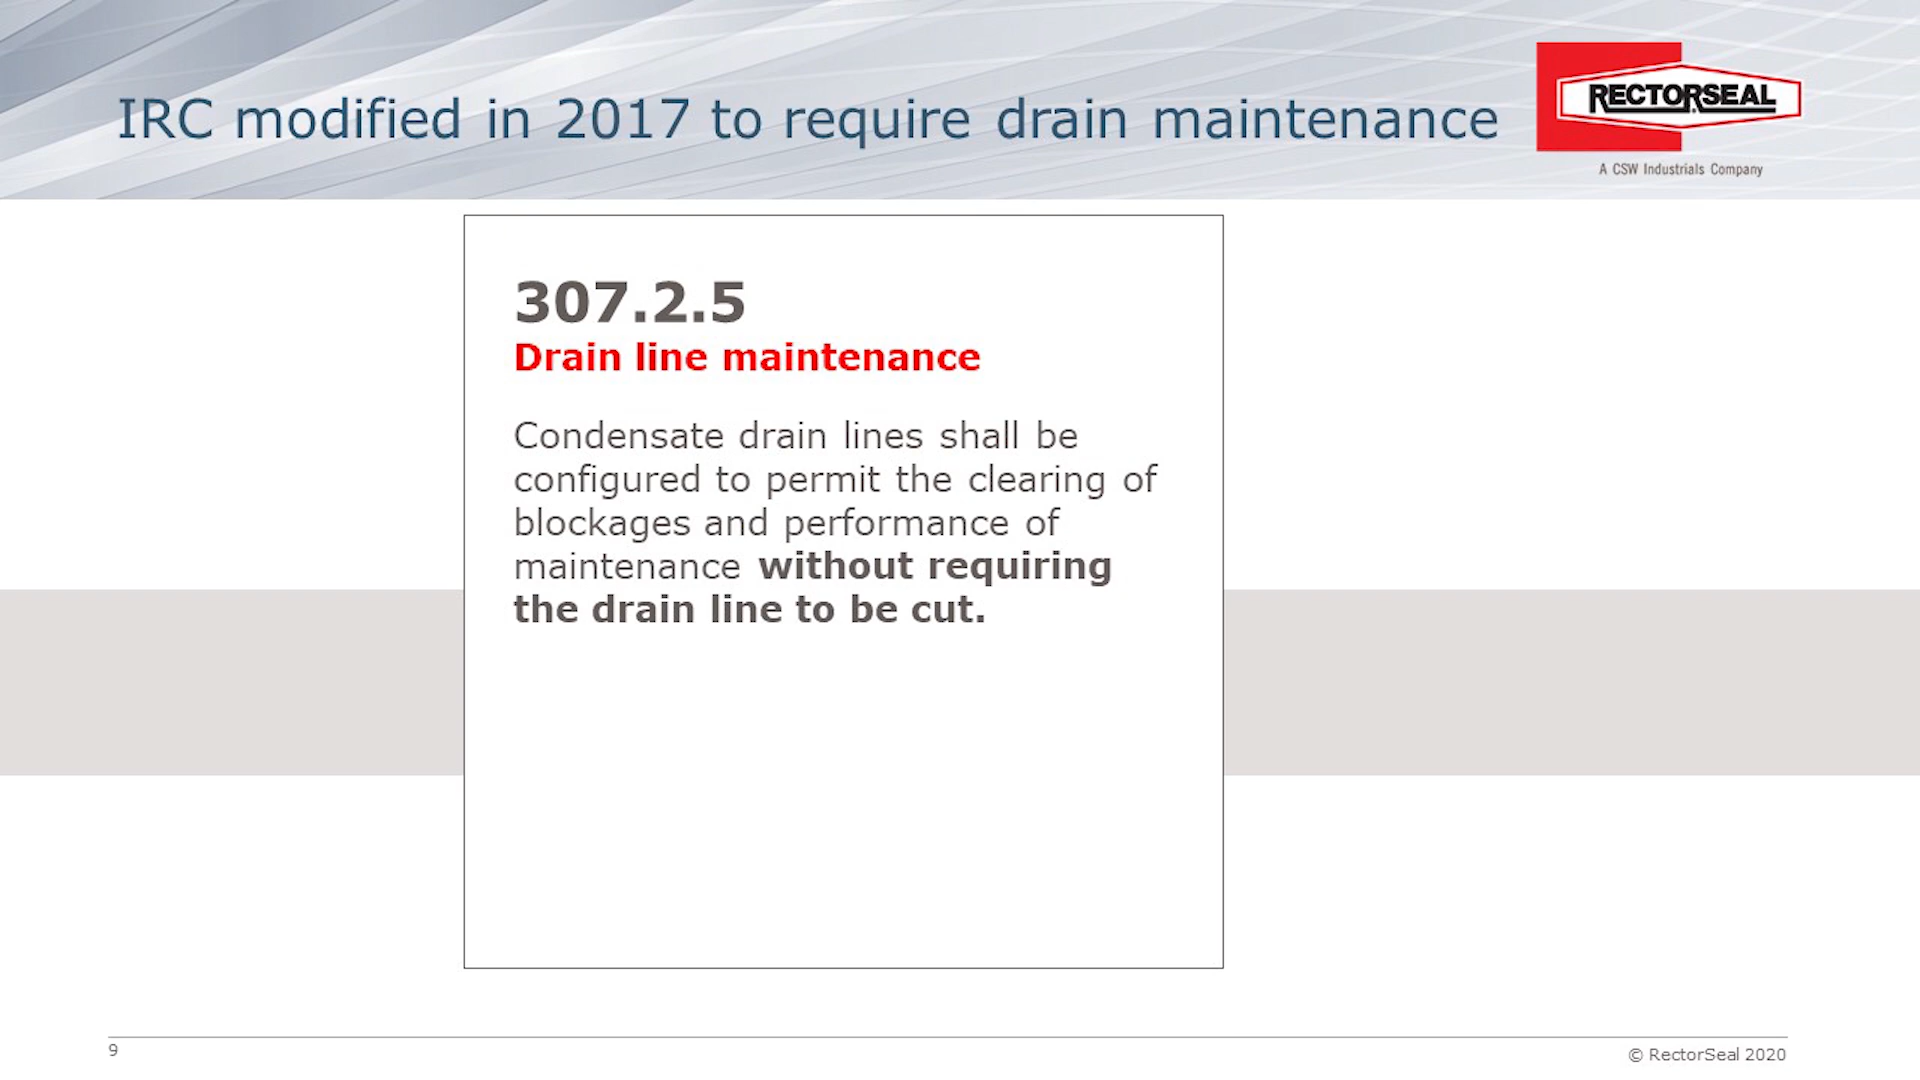 IRC modified in 2017 to require drain maintenance
RECTORSEAL
A CSW Industrials Company
307.2.5
Drain line maintenance
Condensate drain lines shall be
configured to permit the clearing of
blockages and performance of
maintenance without requiring
the drain line to be cut.
9
© RectorSeal 2020